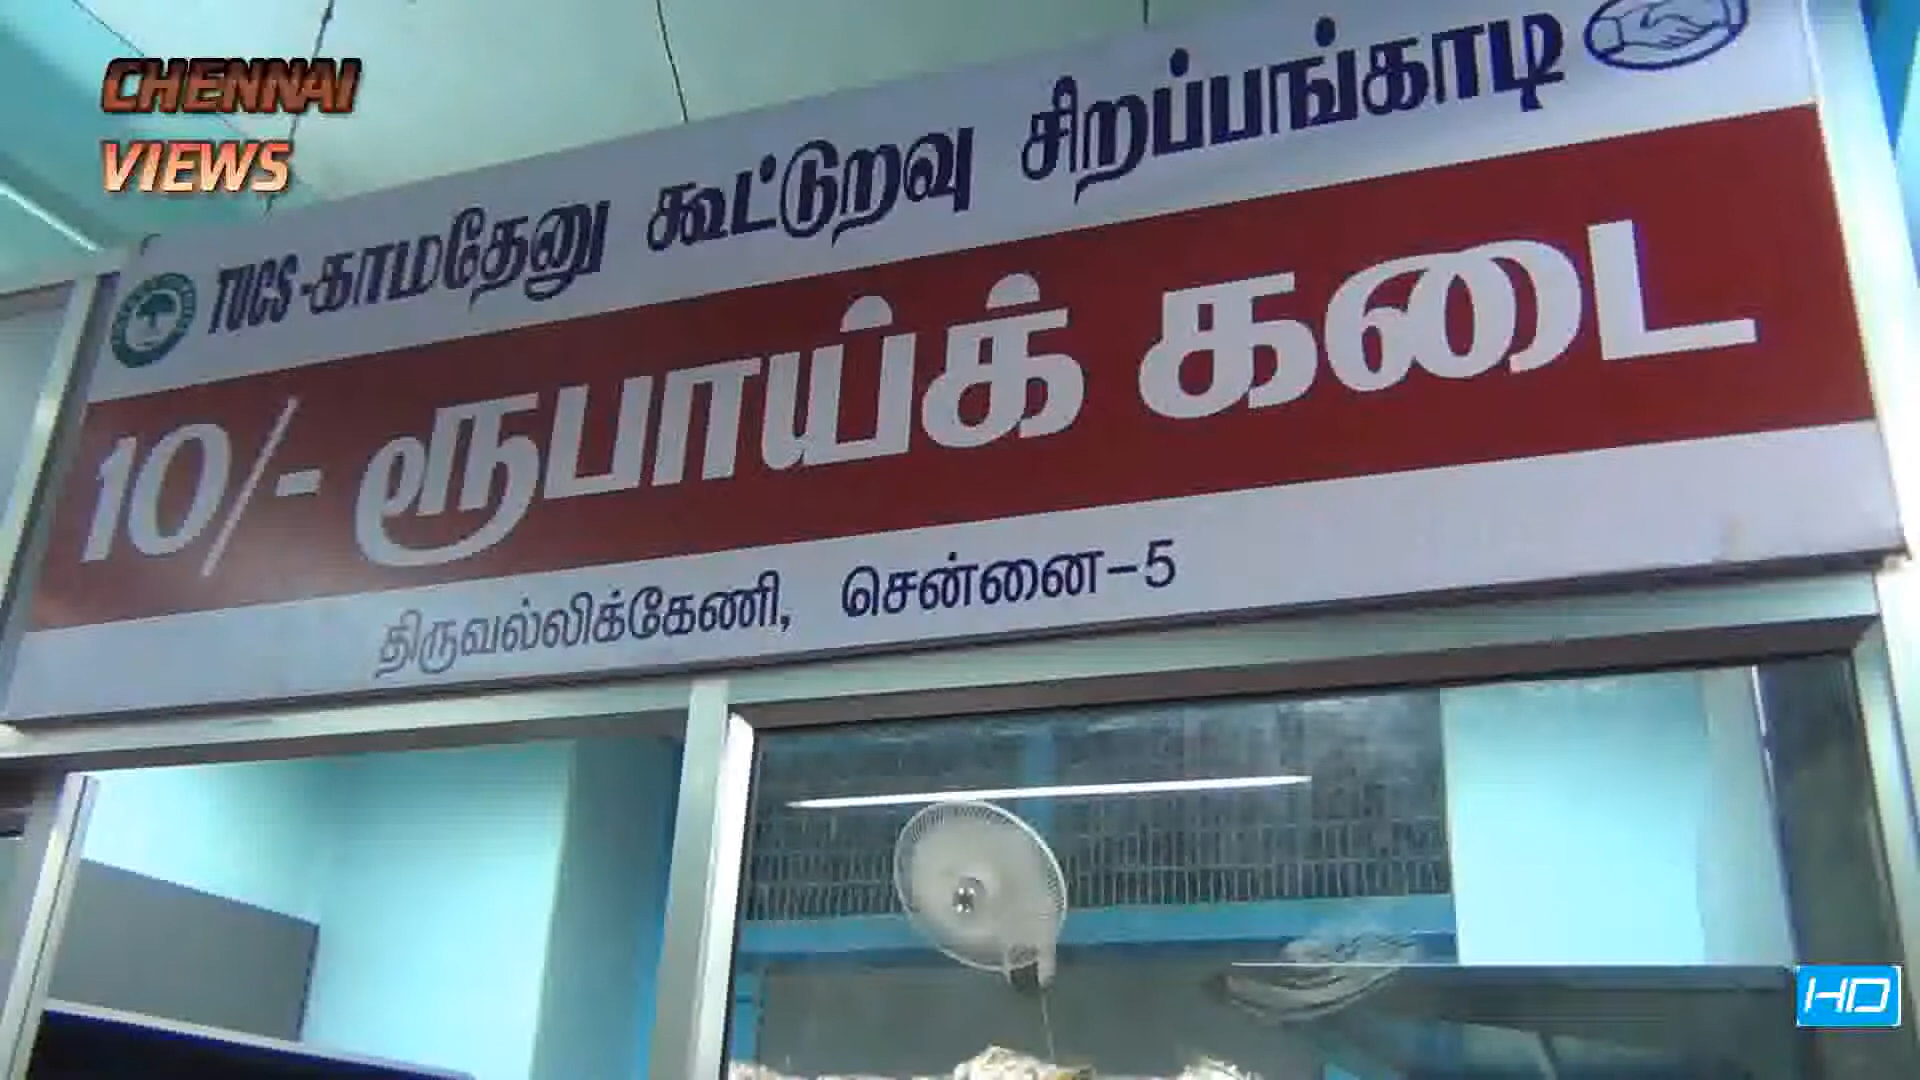 CHENNAI
VIEWS
TUCS-காமதேனு கூட்டுறவு சிறப்பங்காடி
10/- ரூபாய்க் கடை
திருவல்லிக்கேணி, சென்னை-5
HD